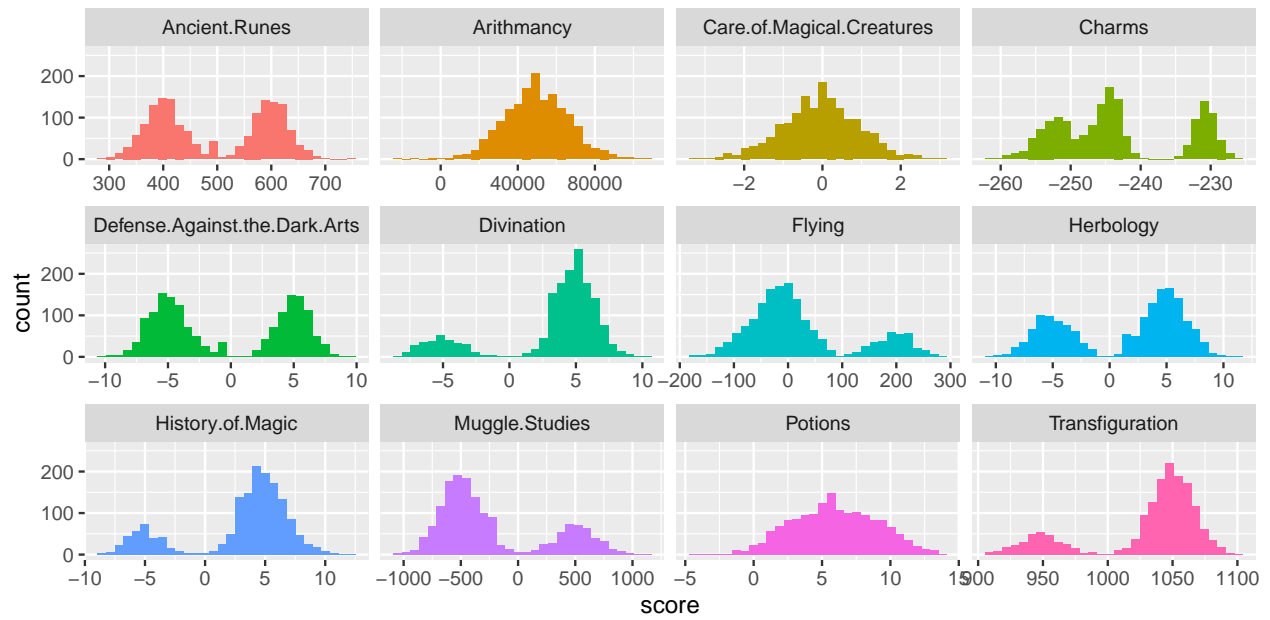 Ancient.Runes Arithmancy Care.of.Magical.Creatures Charms
200
100
0
300 400 500 600 700 0 40000 80000 −2 0 2 −260 −250 −240 −230
Defense.Against.the.Dark.Arts Divination Flying Herbology
200
100
0
−10 −5 0 5 10 −5 0 5 10 −200 −100 0 100 200 300 −10 −5 0 5 10
History.of.Magic Muggle.Studies Potions Transfiguration
200
100
0
−10 −5 0 5 10 −1000 −500 0 500 1000 −5 0 5 10 15 900 950 1000 1050 1100
count
score